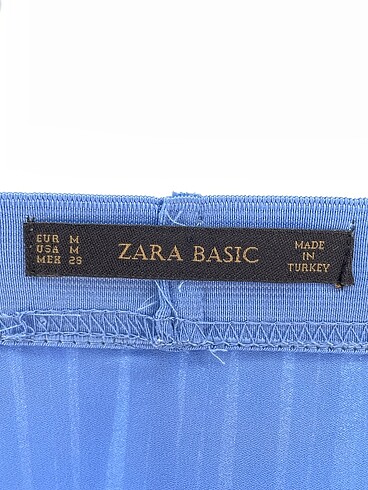 EUR M
USA M
MEX 28
ZARA BASIC
MADE
IN
TURKEY